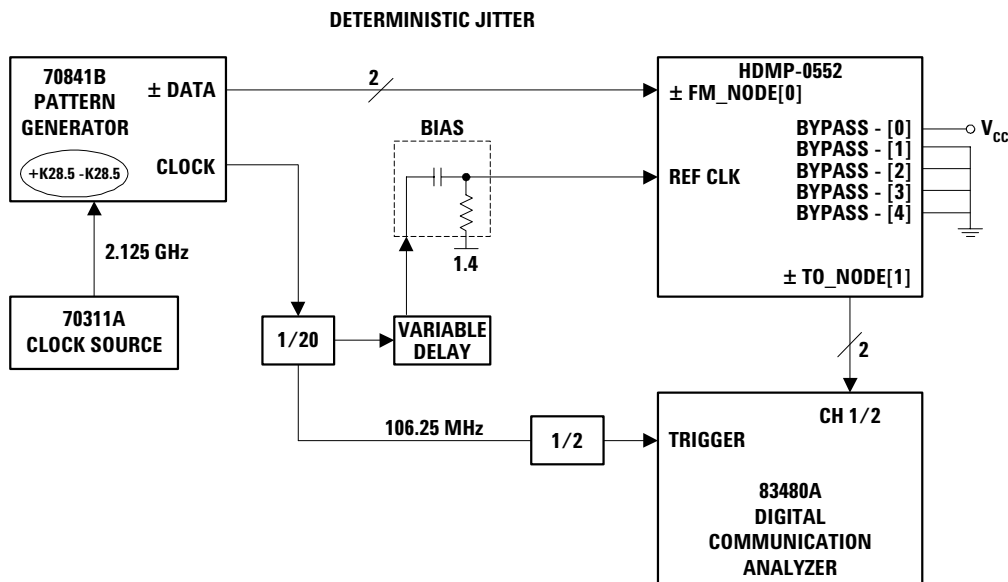 DETERMINISTIC JITTER
70841B
PATTERN
GENERATOR
± DATA
+K28.5 -K28.5
CLOCK
2
HDMP-0552
± FM_NODE[0]
BYPASS - [0]
BYPASS - [1]
BYPASS - [2]
BYPASS - [3]
BYPASS - [4]
VCC
REF CLK
± TO_NODE[1]
BIAS
1.4
2.125 GHz
70311A
CLOCK SOURCE
1/20
VARIABLE
DELAY
2
106.25 MHz
1/2
CH 1/2
TRIGGER
83480A
DIGITAL
COMMUNICATION
ANALYZER